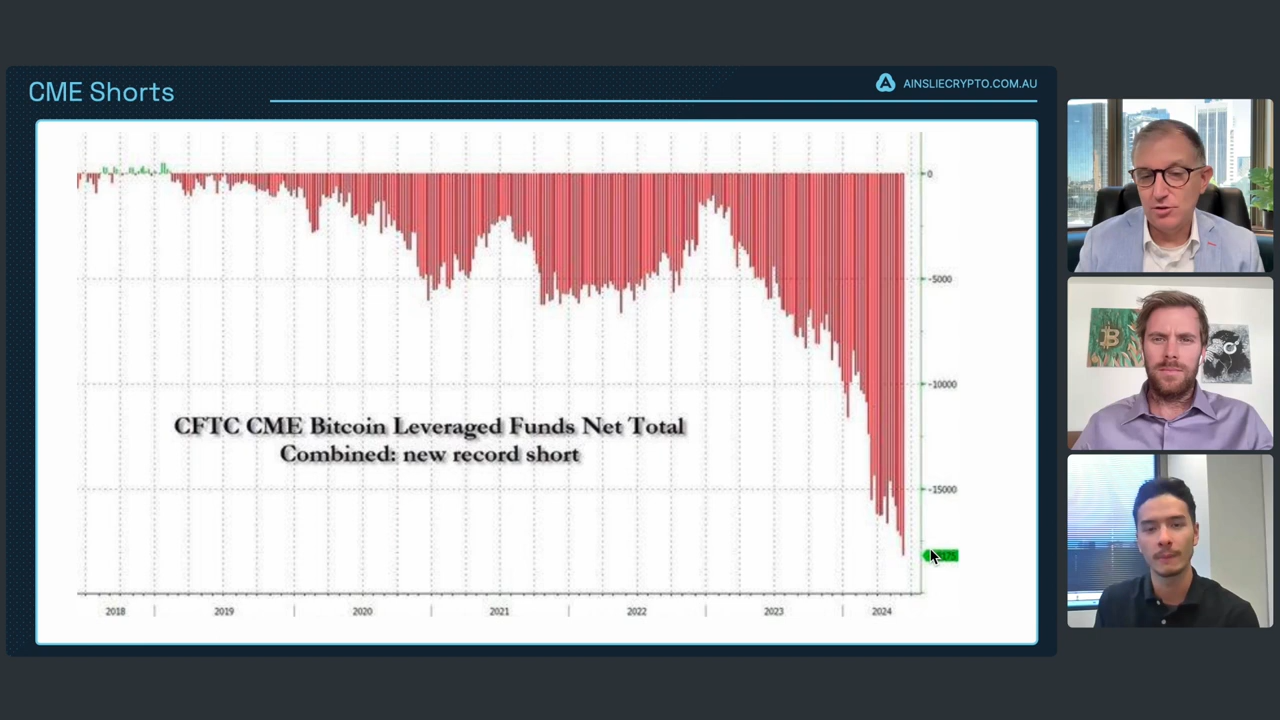 CME Shorts
AINSLIECRYPTO.COM.AU
0
-5000
-10000
-15000
CFTC CME Bitcoin Leveraged Funds Net Total
Combined: new record short
2018
2019
2020
2021
2022
2023
2024